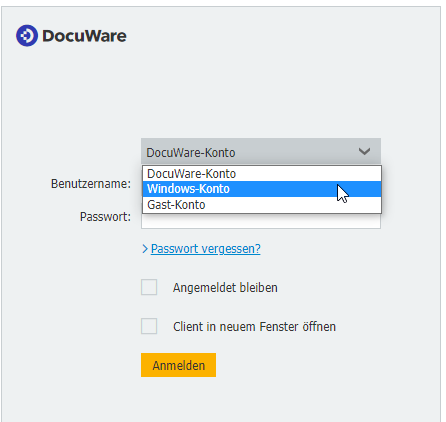 DocuWare
DocuWare-Konto
DocuWare-Konto
Benutzername:
Windows-Konto
Gast-Konto
Passwort:
Passwort vergessen?
Angemeldet bleiben
Client in neuem Fenster öffnen
Anmelden